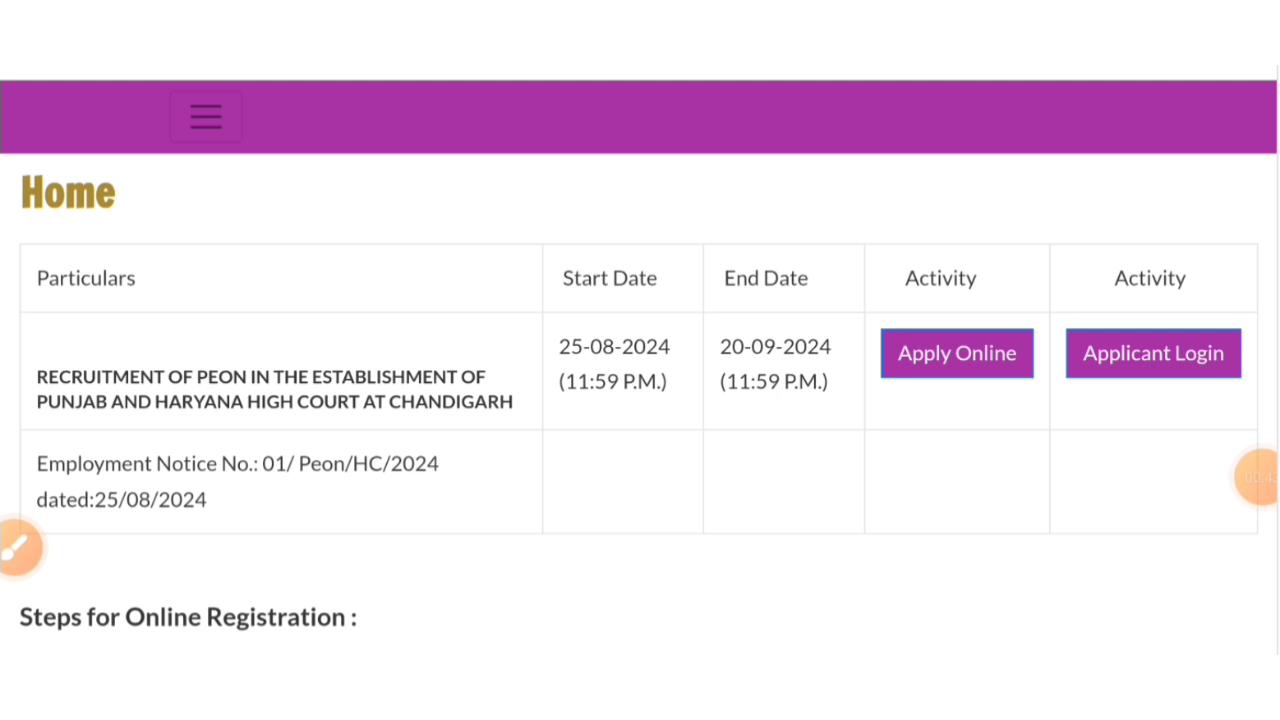 Home
Particulars
Start Date
End Date
Activity
Activity
RECRUITMENT OF PEON IN THE ESTABLISHMENT OF
PUNJAB AND HARYANA HIGH COURT AT CHANDIGARH
25-08-2024
(11:59 P.M.)
20-09-2024
(11:59 P.M.)
Apply Online
Applicant Login
Employment Notice No.: 01/ Peon/HC/2024
dated:25/08/2024
Steps for Online Registration :